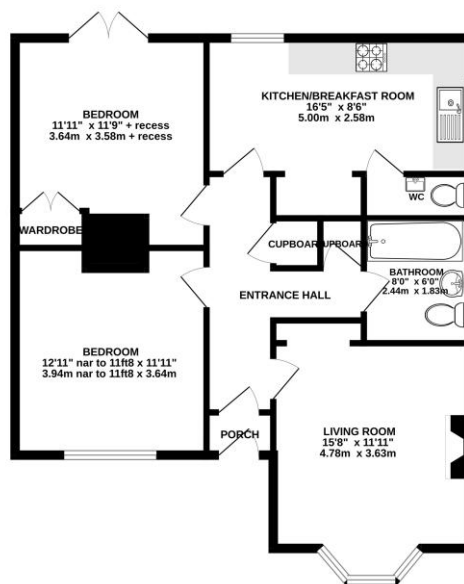 BEDROOM
11'11" x 11'9" + recess
3.64m x 3.58m + recess
KITCHEN/BREAKFAST ROOM
16'5" x 8'6"
5.00m x 2.58m
WC
WARDROBE
CUPBOARD
CUPBOARD
BATHROOM
8'0" x 6'0"
2.44m x 1.83m
ENTRANCE HALL
BEDROOM
12'11" nar to 11ft8 x 11'11"
3.94m nar to 11ft8 x 3.64m
PORCH
LIVING ROOM
15'8" x 11'11"
4.78m x 3.63m